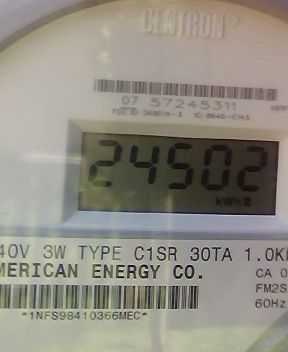 CENTRON®
07 57245311
24502
kWh
40V 3W TYPE C1SR 30TA 1.0K
MERICAN ENERGY CO.
CA 0
FM2S
60Hz
*1NFS98410366MEC*